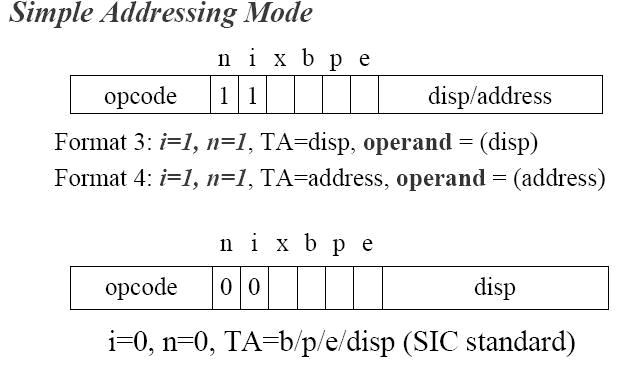 Simple Addressing Mode
n i x b p e
opcode 1 1 disp/address
Format 3: i=1, n=1, TA=disp, operand = (disp)
Format 4: i=1, n=1, TA=address, operand = (address)
n i x b p e
opcode 0 0 disp
i=0, n=0, TA=b/p/e/disp (SIC standard)